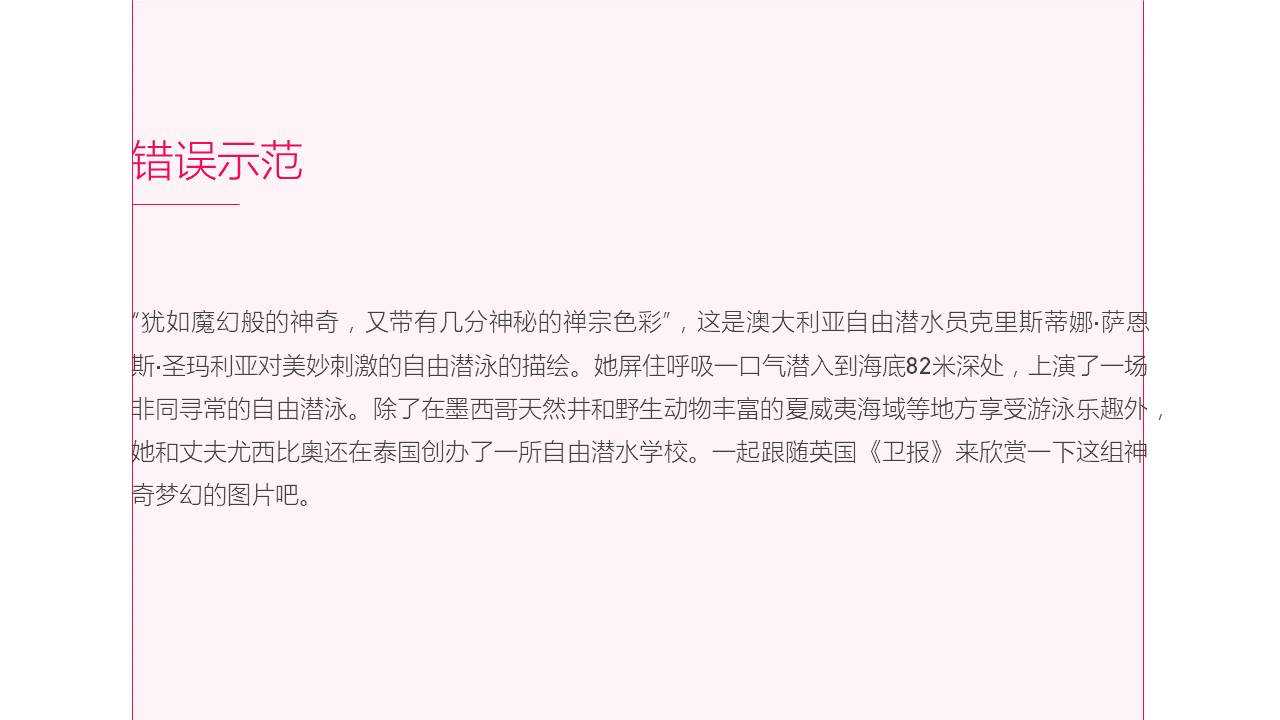 错误示范
“犹如魔幻般的神奇，又带有几分神秘的禅宗色彩”，这是澳大利亚自由潜水员克里斯蒂娜·萨恩
斯·圣玛利亚对美妙刺激的自由潜泳的描绘。她屏住呼吸一口气潜入到海底82米深处，上演了一场
非同寻常的自由潜泳。除了在墨西哥天然井和野生动物丰富的夏威夷海域等地方享受游泳乐趣外，
她和丈夫尤西比奥还在泰国创办了一所自由潜水学校。一起跟随英国《卫报》来欣赏一下这组神
奇梦幻的图片吧。